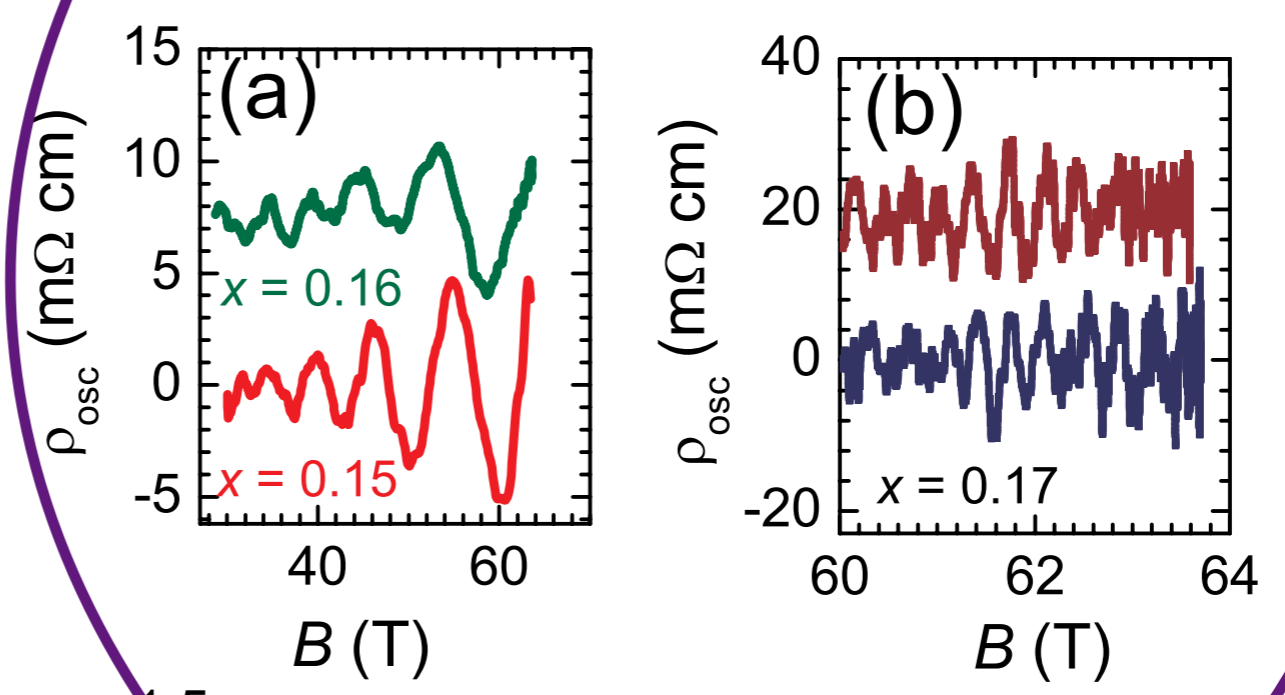 (a)
15
10
5
0
-5
ρosc (mΩ cm)
x = 0.16
x = 0.15
40 60
B (T)
(b)
40
20
0
-20
ρosc (mΩ cm)
x = 0.17
60 62 64
B (T)